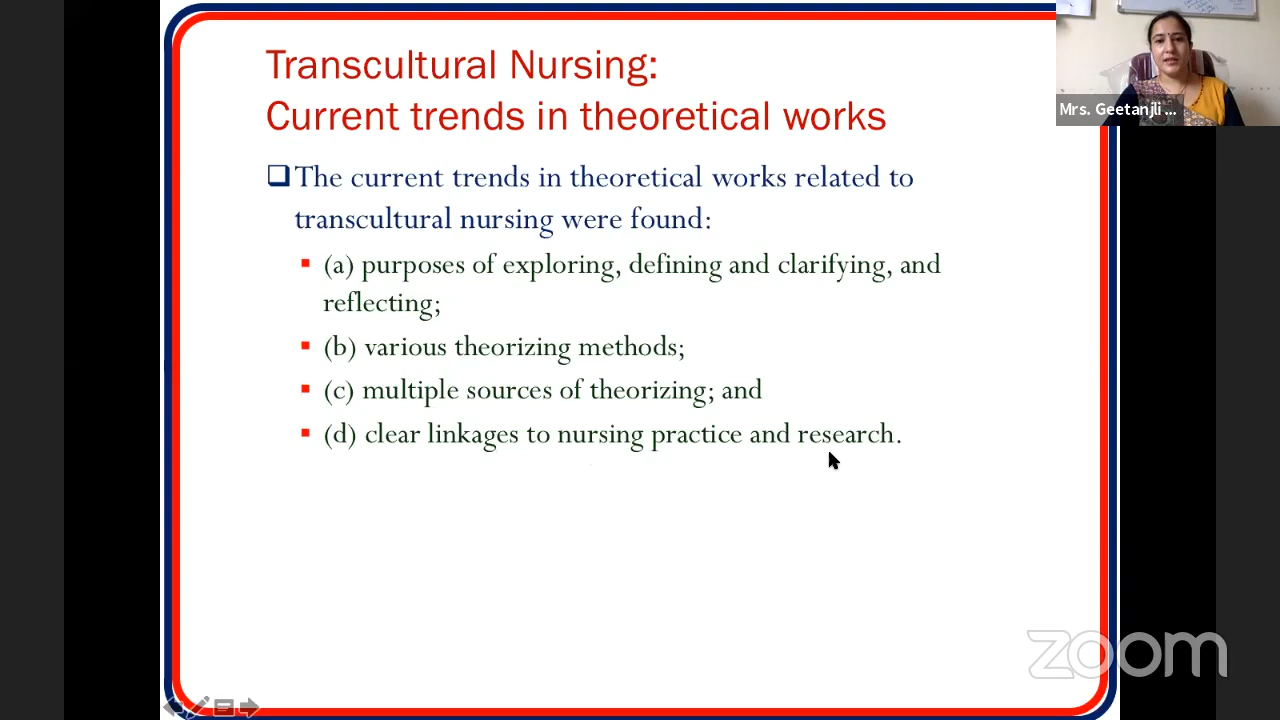 Transcultural Nursing:
Current trends in theoretical works
The current trends in theoretical works related to
transcultural nursing were found:
(a) purposes of exploring, defining and clarifying, and
reflecting;
(b) various theorizing methods;
(c) multiple sources of theorizing; and
(d) clear linkages to nursing practice and research.
Mrs. Geetanjli ...
zoom